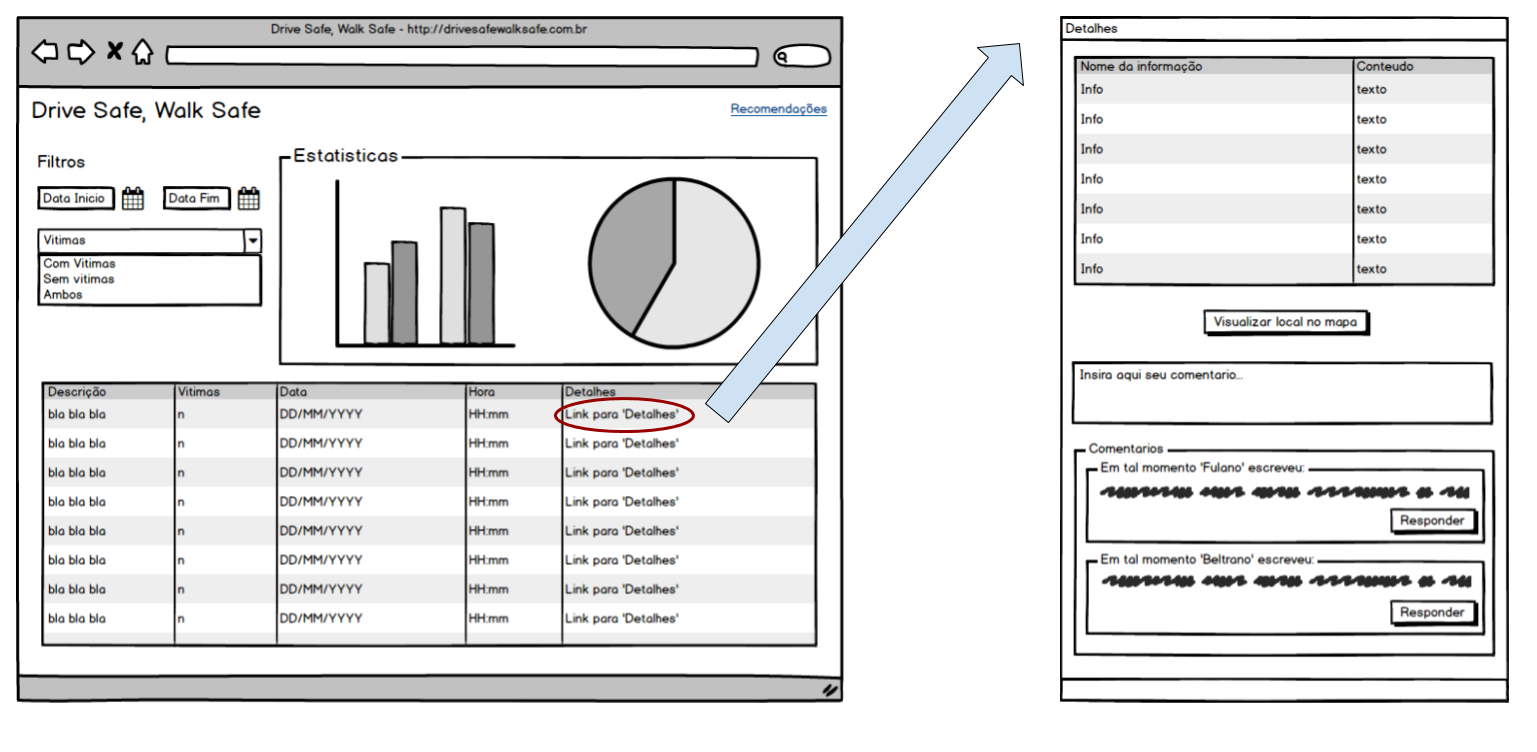 Drive Safe, Walk Safe - http://drivesafewalksafe.com.br
Drive Safe, Walk Safe
Recomendações
Filtros
Data Inicio
Data Fim
Vitimas
Com Vitimas
Sem vitimas
Ambos
Estatisticas
Descrição Vitimas Data Hora Detalhes
bla bla bla n DD/MM/YYYY HH:mm Link para 'Detalhes'
bla bla bla n DD/MM/YYYY HH:mm Link para 'Detalhes'
bla bla bla n DD/MM/YYYY HH:mm Link para 'Detalhes'
bla bla bla n DD/MM/YYYY HH:mm Link para 'Detalhes'
bla bla bla n DD/MM/YYYY HH:mm Link para 'Detalhes'
bla bla bla n DD/MM/YYYY HH:mm Link para 'Detalhes'
bla bla bla n DD/MM/YYYY HH:mm Link para 'Detalhes'
bla bla bla n DD/MM/YYYY HH:mm Link para 'Detalhes'
Detalhes
Nome da informação Conteudo
Info texto
Info texto
Info texto
Info texto
Info texto
Info texto
Info texto
Visualizar local no mapa
Insira aqui seu comentario...
Comentarios
Em tal momento 'Fulano' escreveu:
Responder
Em tal momento 'Beltrano' escreveu:
Responder